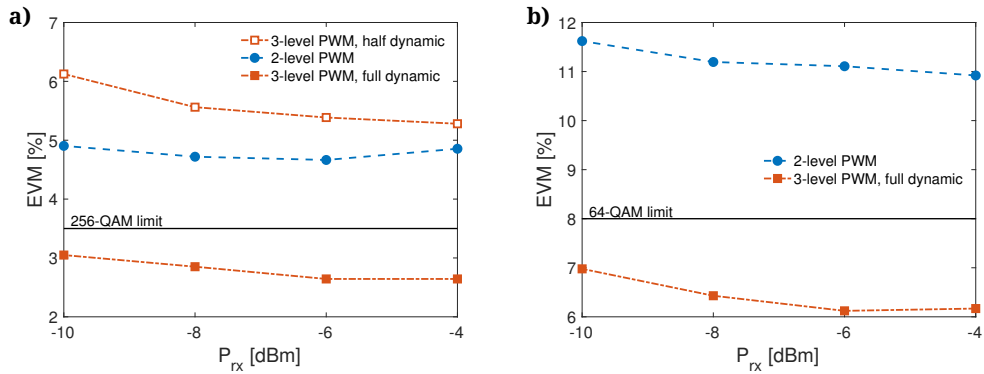 a)
7
6
5
4
3
2
EVM [%]
3-level PWM, half dynamic
2-level PWM
3-level PWM, full dynamic
256-QAM limit
-10
-8
-6
-4
P_rx [dBm]
b)
12
11
10
9
8
7
6
EVM [%]
2-level PWM
3-level PWM, full dynamic
64-QAM limit
-10
-8
-6
-4
P_rx [dBm]